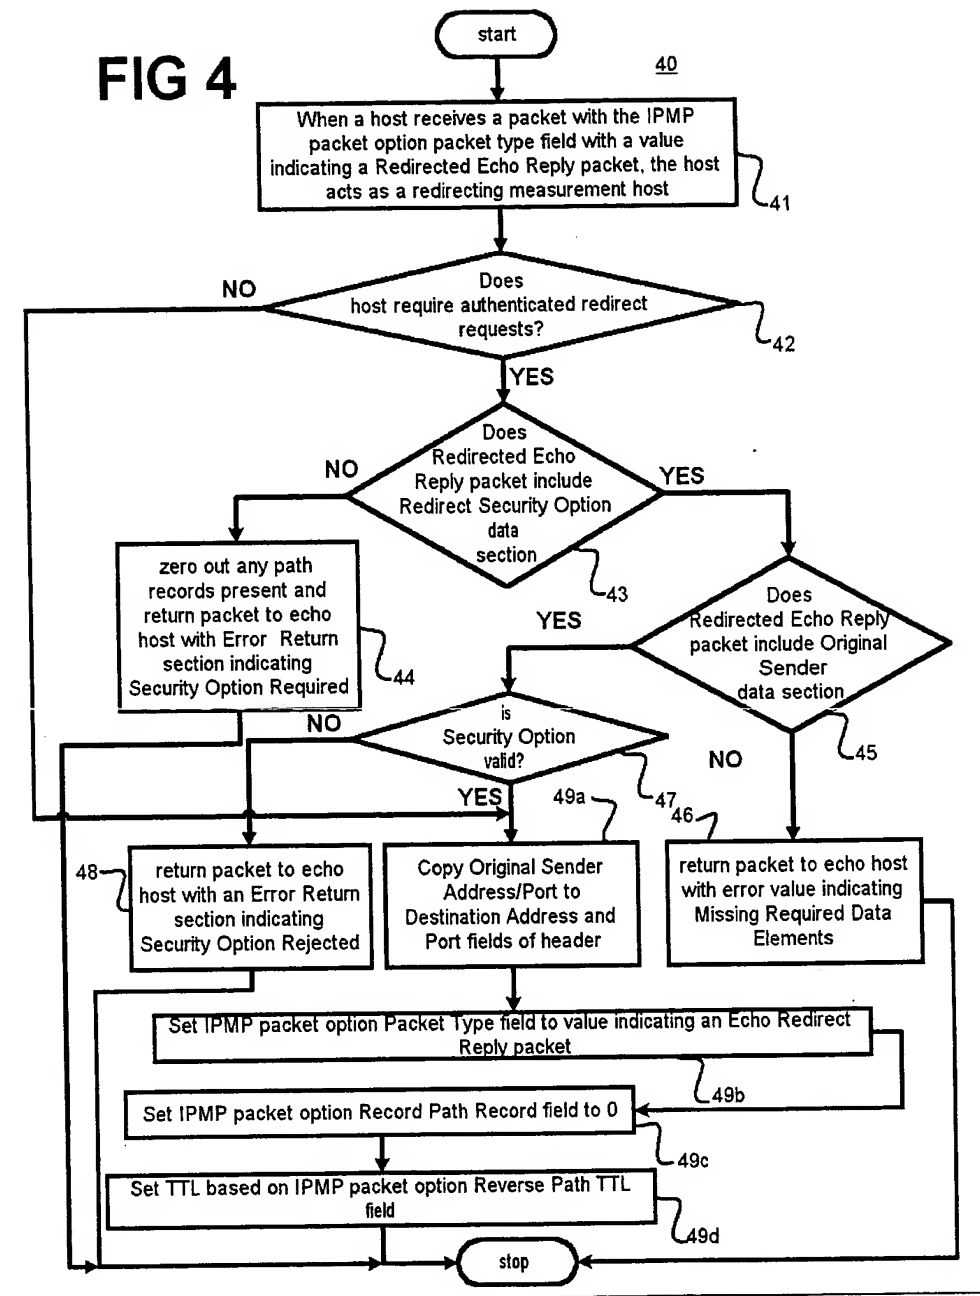 start
FIG 4
40
When a host receives a packet with the IPMP
packet option packet type field with a value
indicating a Redirected Echo Reply packet, the host
acts as a redirecting measurement host
41
Does
host require authenticated redirect
requests?
NO
42
YES
Does
Redirected Echo
Reply packet include
Redirect Security Option
data
section
NO
YES
43
zero out any path
records present and
return packet to echo
host with Error Return
section indicating
Security Option Required
44
Does
Redirected Echo Reply
packet include Original
Sender
data section
YES
45
NO
is
Security Option
valid?
NO
47
YES
49a
46
48
return packet to echo
host with an Error Return
section indicating
Security Option Rejected
Copy Original Sender
Address/Port to
Destination Address and
Port fields of header
return packet to echo host
with error value indicating
Missing Required Data
Elements
Set IPMP packet option Packet Type field to value indicating an Echo Redirect
Reply packet
49b
Set IPMP packet option Record Path Record field to 0
49c
Set TTL based on IPMP packet option Reverse Path TTL
field
49d
stop